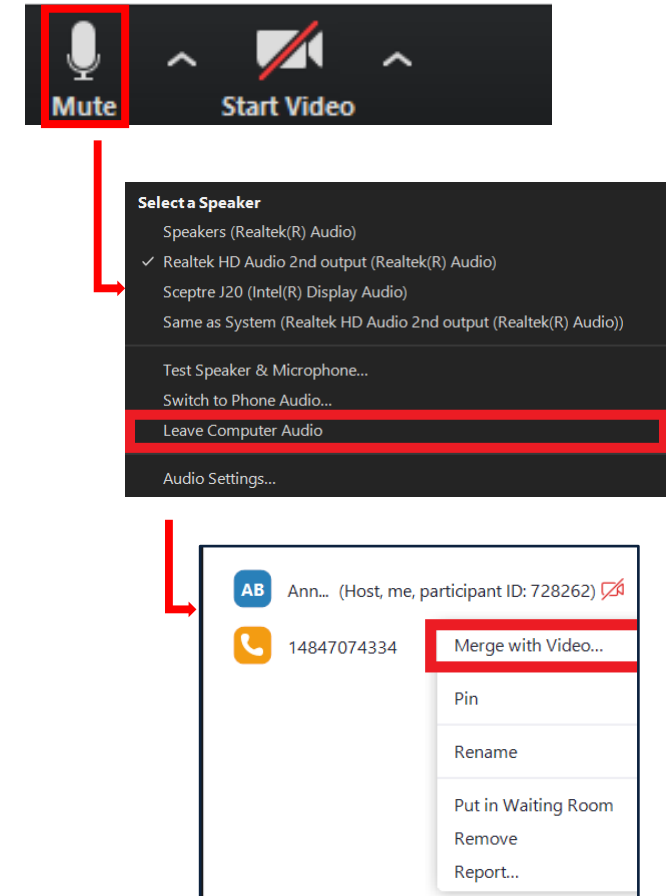 Mute
Start Video
Select a Speaker
Speakers (Realtek(R) Audio)
Realtek HD Audio 2nd output (Realtek(R) Audio)
Sceptre J20 (Intel(R) Display Audio)
Same as System (Realtek HD Audio 2nd output (Realtek(R) Audio))
Test Speaker & Microphone...
Switch to Phone Audio...
Leave Computer Audio
Audio Settings...
AB Ann... (Host, me, participant ID: 728262)
14847074334
Merge with Video...
Pin
Rename
Put in Waiting Room
Remove
Report...